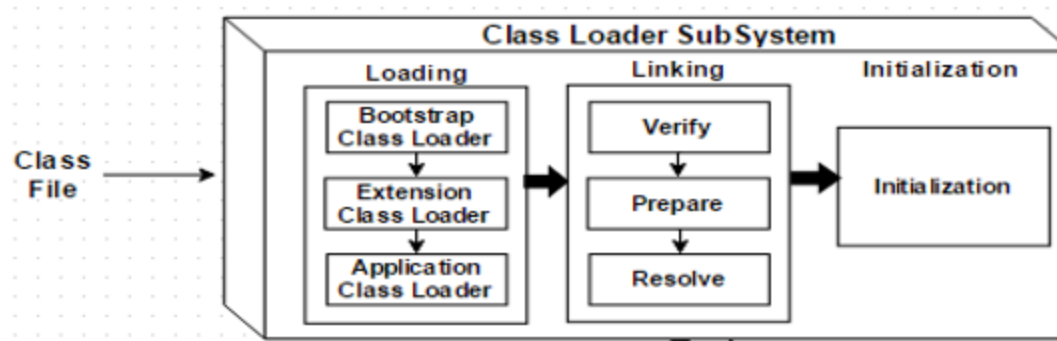 Class Loader SubSystem
Loading
Linking
Initialization
Class
File
Bootstrap
Class Loader
Extension
Class Loader
Application
Class Loader
Verify
Prepare
Resolve
Initialization